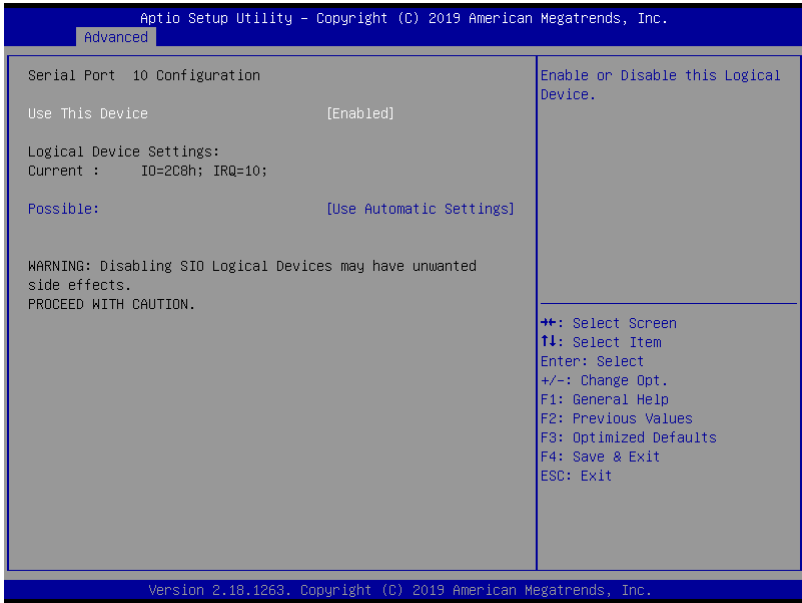 Aptio Setup Utility – Copyright (C) 2019 American Megatrends, Inc.
Advanced
Serial Port 10 Configuration
Use This Device [Enabled]
Logical Device Settings:
Current : IO=2C8h; IRQ=10;
Possible: [Use Automatic Settings]
WARNING: Disabling SIO Logical Devices may have unwanted
side effects.
PROCEED WITH CAUTION.
Enable or Disable this Logical
Device.
→←: Select Screen
↑↓: Select Item
Enter: Select
+/-: Change Opt.
F1: General Help
F2: Previous Values
F3: Optimized Defaults
F4: Save & Exit
ESC: Exit
Version 2.18.1263. Copyright (C) 2019 American Megatrends, Inc.